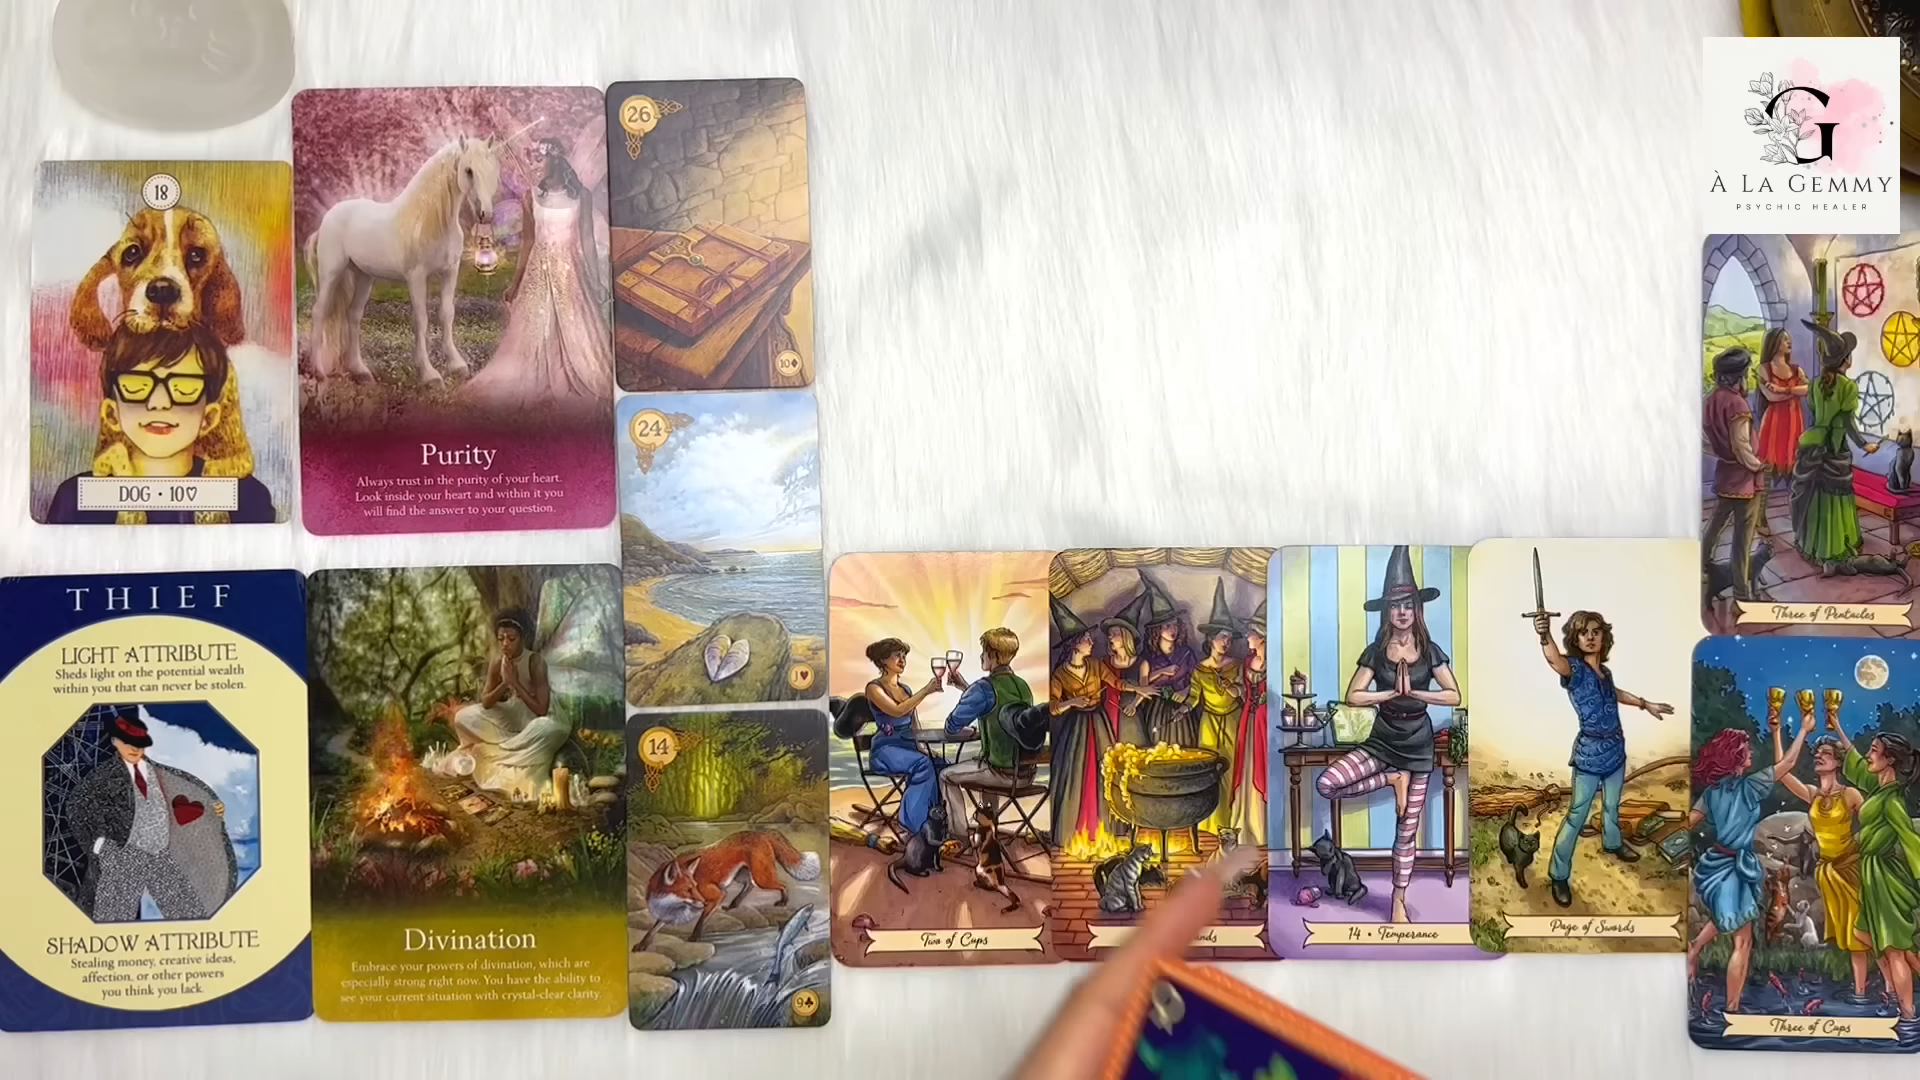 18
DOG • 10♡
Purity
Always trust in the purity of your heart.
Look inside your heart and within it you
will find the answer to your question.
26
10♦
24
J♥
14
9♣
THIEF
LIGHT ATTRIBUTE
Sheds light on the potential wealth
within you that can never be stolen.
SHADOW ATTRIBUTE
Stealing money, creative ideas,
affection, or other powers
you think you lack.
Divination
Embrace your powers of divination, which are
especially strong right now. You have the ability to
see your current situation with crystal-clear clarity.
Two of Cups
14 • Temperance
Page of Swords
Three of Pentacles
Three of Cups
G
À LA GEMMY
PSYCHIC HEALER